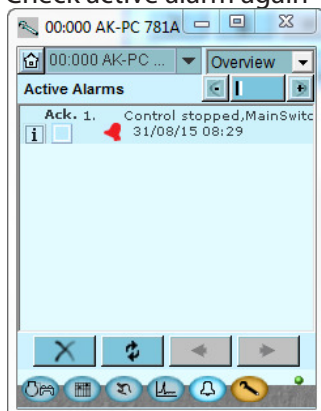 Check active alarm again
00:000 AK-PC 781A
00:000 AK-PC ... Overview
Active Alarms
Ack. 1. Control stopped,MainSwitc
i 31/08/15 08:29